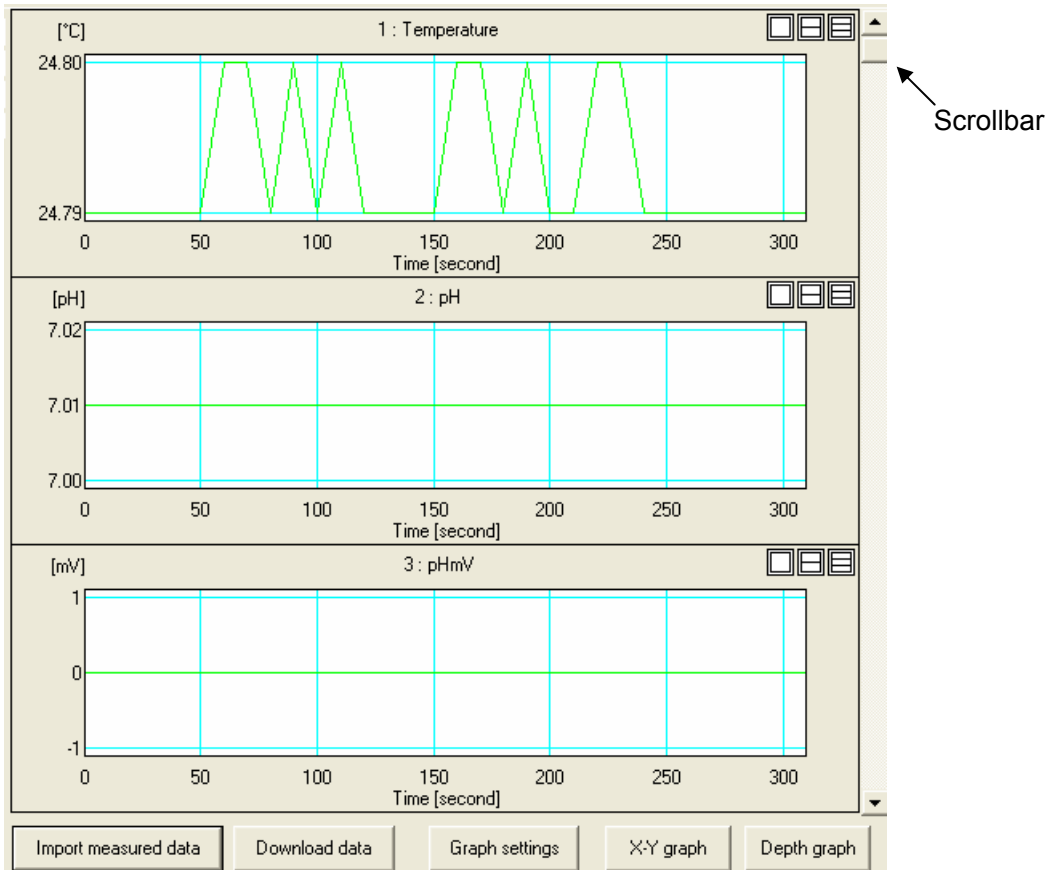 [°C] 1 : Temperature
24.80
24.79
0 50 100 150 200 250 300
Time [second]
Scrollbar
[pH] 2 : pH
7.02
7.01
7.00
0 50 100 150 200 250 300
Time [second]
[mV] 3 : pHmV
1
0
-1
0 50 100 150 200 250 300
Time [second]
Import measured data Download data Graph settings X-Y graph Depth graph